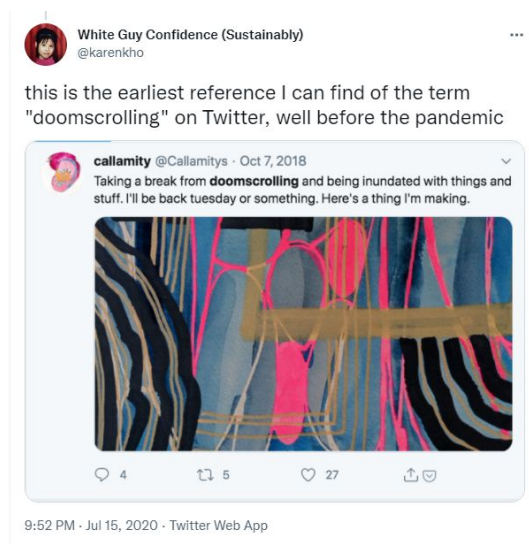 White Guy Confidence (Sustainably)
@karenkho
this is the earliest reference I can find of the term
"doomscrolling" on Twitter, well before the pandemic
callamity @Callamitys · Oct 7, 2018
Taking a break from doomscrolling and being inundated with things and
stuff. I'll be back tuesday or something. Here's a thing I'm making.
4 5 27
9:52 PM · Jul 15, 2020 · Twitter Web App